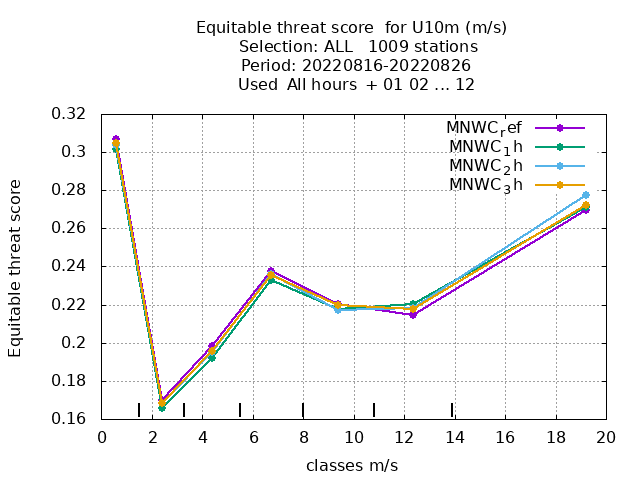 Equitable threat score  for U10m (m/s)
Selection: ALL   1009 stations
Period: 20220816-20220826
Used  All hours  + 01 02 ... 12
0.32
0.3
0.28
0.26
0.24
0.22
0.2
0.18
0.16
Equitable threat score
MNWC_ref
MNWC_1h
MNWC_2h
MNWC_3h
0 2 4 6 8 10 12 14 16 18 20
classes m/s